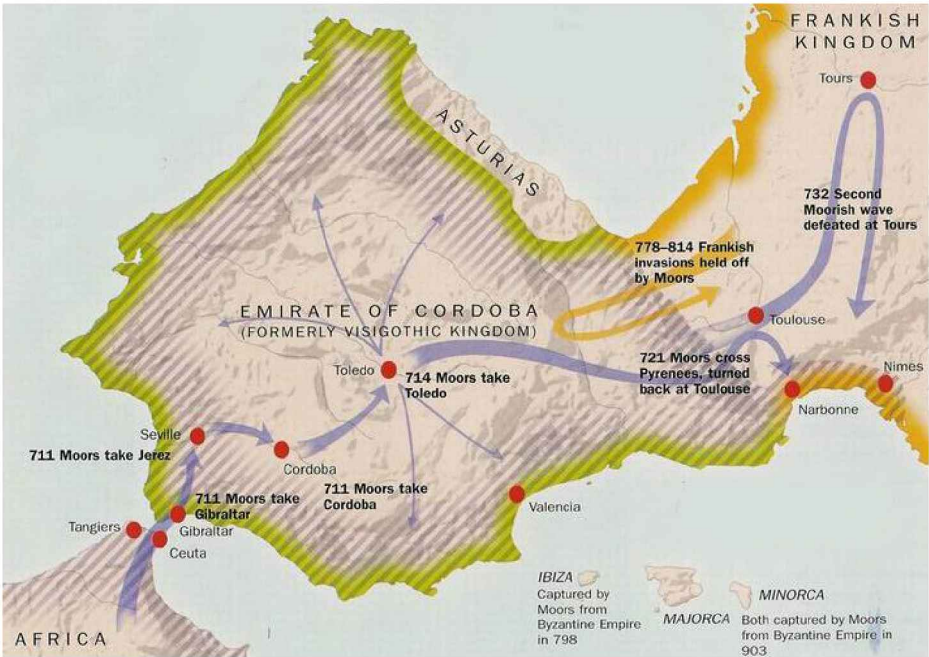 FRANKISH
KINGDOM
Tours
ASTURIAS
732 Second
Moorish wave
defeated at Tours
778–814 Frankish
invasions held off
by Moors
EMIRATE OF CORDOBA
(FORMERLY VISIGOTHIC KINGDOM)
Toulouse
Toledo
714 Moors take
Toledo
721 Moors cross
Pyrenees, turned
back at Toulouse
Nimes
Narbonne
Seville
711 Moors take Jerez
Cordoba
711 Moors take
Cordoba
711 Moors take
Gibraltar
Valencia
Tangiers
Gibraltar
Ceuta
IBIZA
Captured by
Moors from
Byzantine Empire
in 798
MAJORCA
MINORCA
Both captured by Moors
from Byzantine Empire in
903
AFRICA